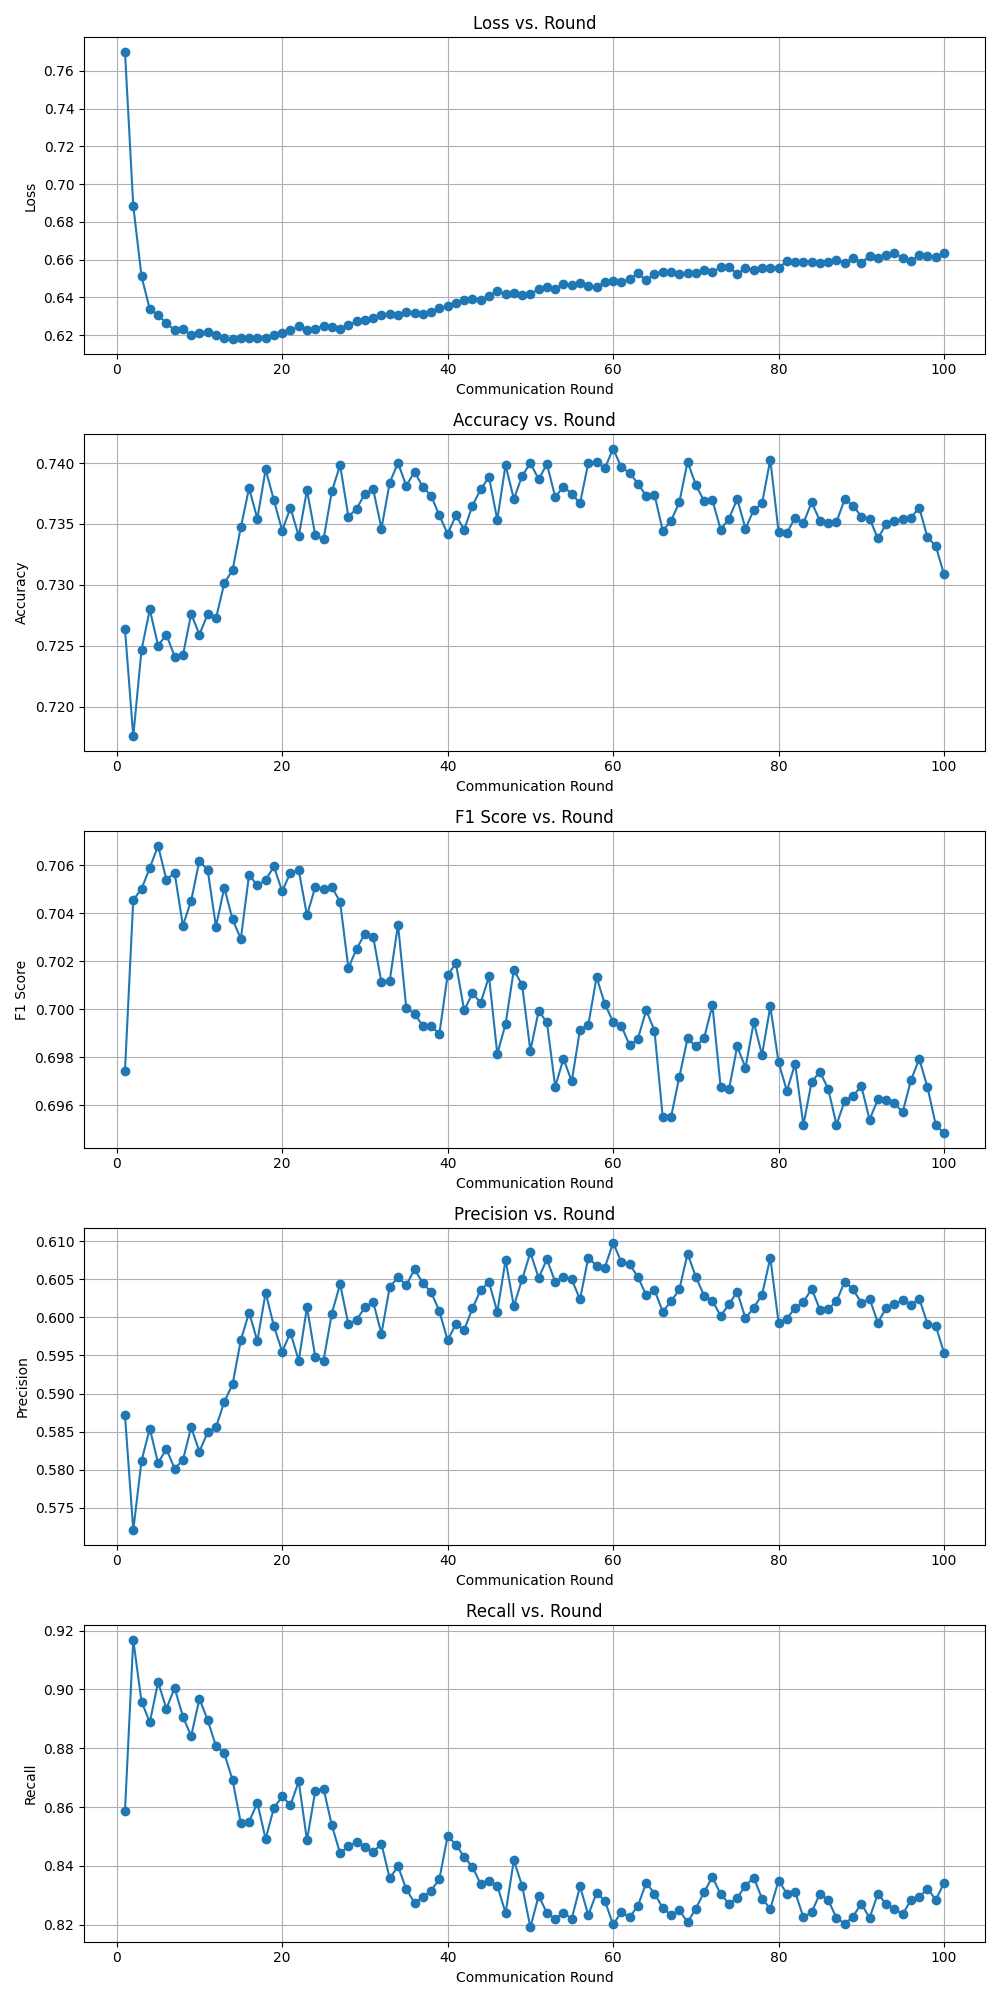 Loss vs. Round
0.76
0.74
0.72
0.70
0.68
0.66
0.64
0.62
Loss
0 20 40 60 80 100
Communication Round
Accuracy vs. Round
0.740
0.735
0.730
0.725
0.720
Accuracy
0 20 40 60 80 100
Communication Round
F1 Score vs. Round
0.706
0.704
0.702
0.700
0.698
0.696
F1 Score
0 20 40 60 80 100
Communication Round
Precision vs. Round
0.610
0.605
0.600
0.595
0.590
0.585
0.580
0.575
Precision
0 20 40 60 80 100
Communication Round
Recall vs. Round
0.92
0.90
0.88
0.86
0.84
0.82
Recall
0 20 40 60 80 100
Communication Round